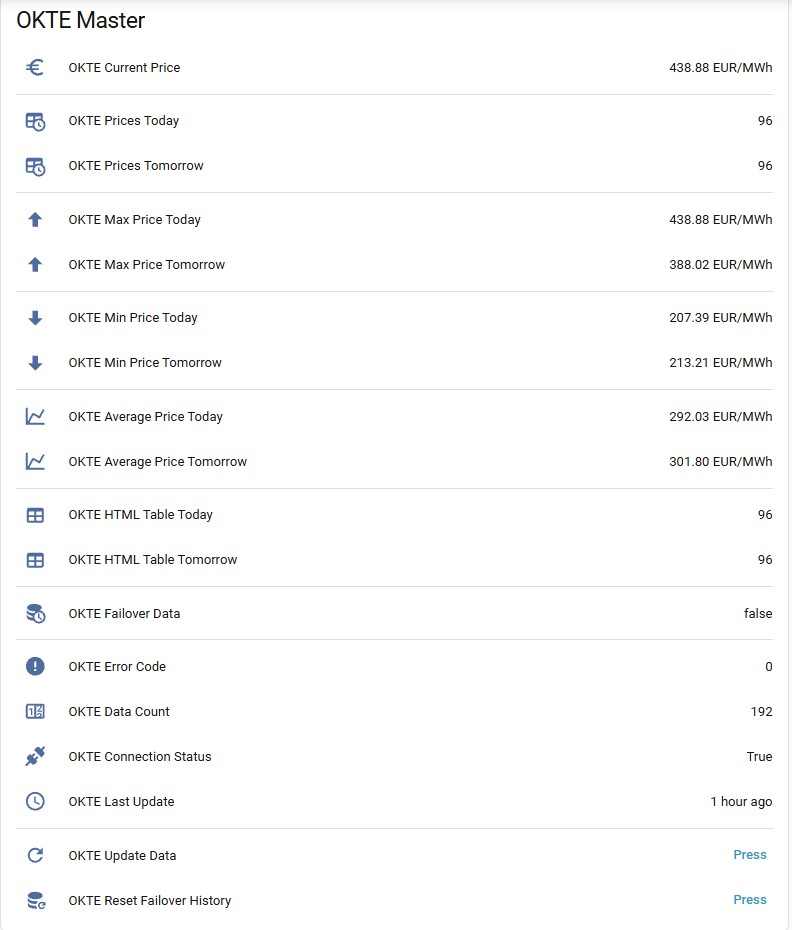 OKTE Master
OKTE Current Price 438.88 EUR/MWh
OKTE Prices Today 96
OKTE Prices Tomorrow 96
OKTE Max Price Today 438.88 EUR/MWh
OKTE Max Price Tomorrow 388.02 EUR/MWh
OKTE Min Price Today 207.39 EUR/MWh
OKTE Min Price Tomorrow 213.21 EUR/MWh
OKTE Average Price Today 292.03 EUR/MWh
OKTE Average Price Tomorrow 301.80 EUR/MWh
OKTE HTML Table Today 96
OKTE HTML Table Tomorrow 96
OKTE Failover Data false
OKTE Error Code 0
OKTE Data Count 192
OKTE Connection Status True
OKTE Last Update 1 hour ago
OKTE Update Data Press
OKTE Reset Failover History Press